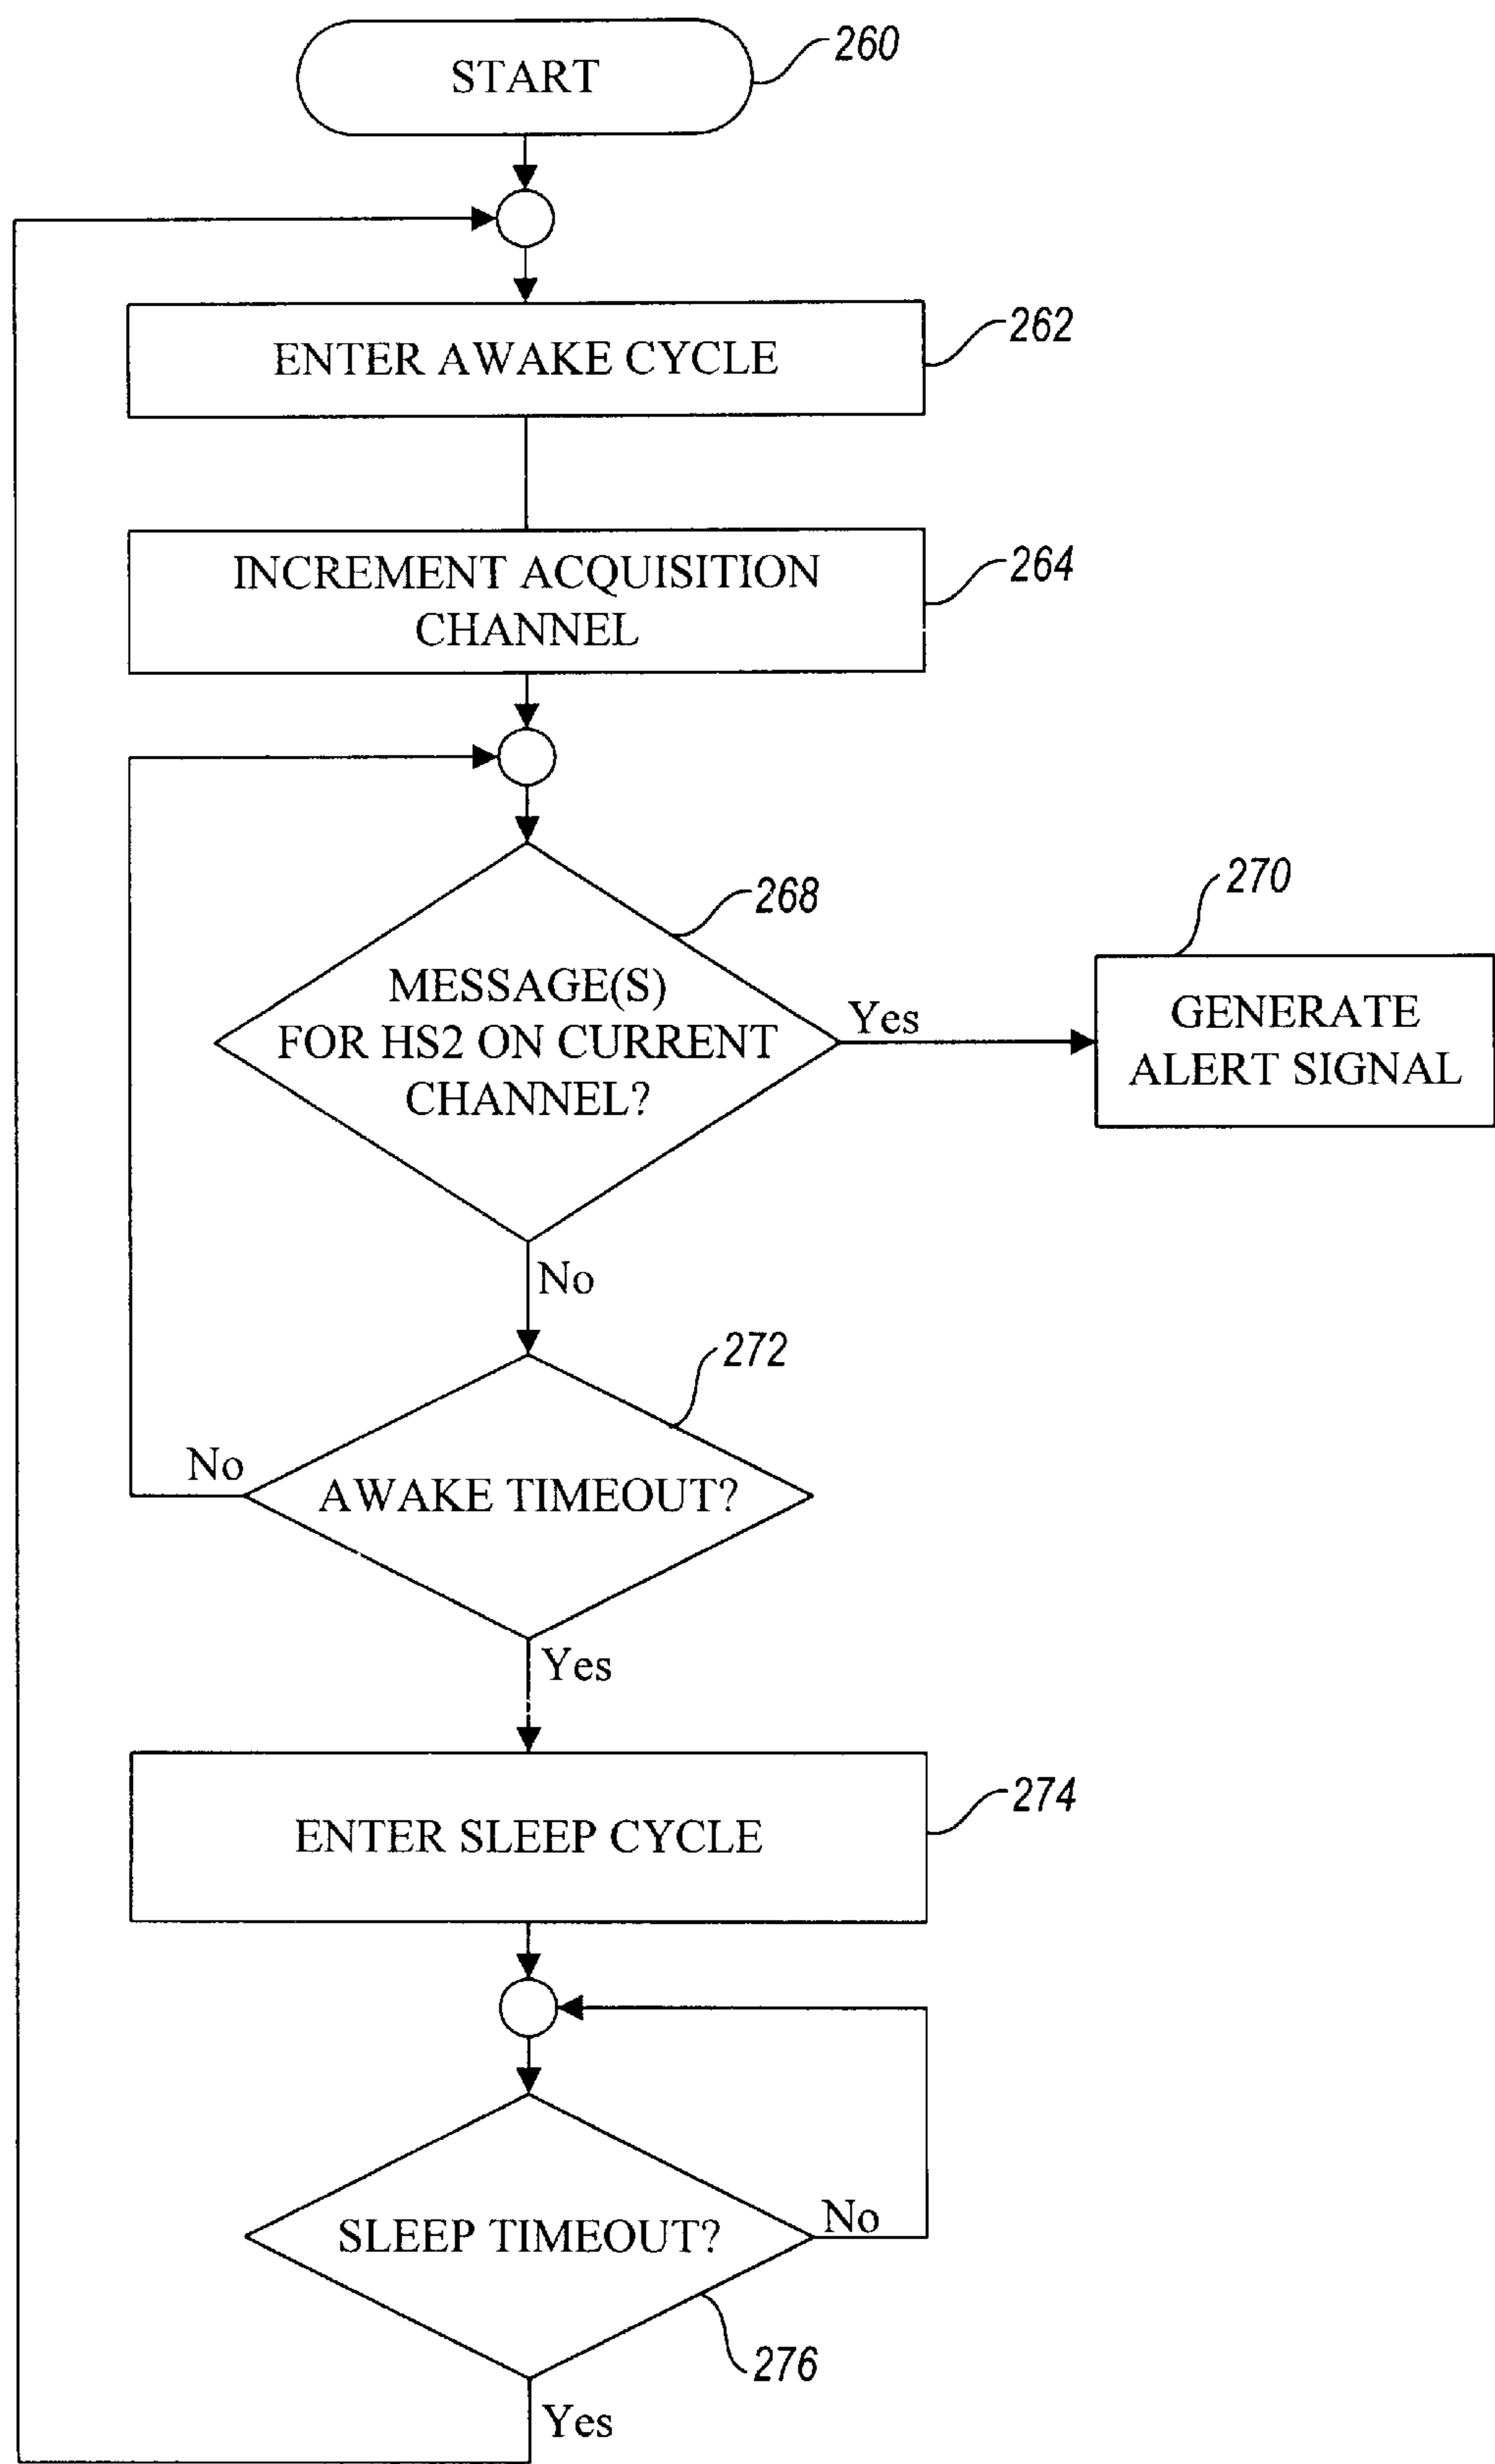 START
260
ENTER AWAKE CYCLE
262
INCREMENT ACQUISITION
CHANNEL
264
268
MESSAGE(S)
FOR HS2 ON CURRENT
CHANNEL?
Yes
270
GENERATE
ALERT SIGNAL
No
272
AWAKE TIMEOUT?
No
Yes
274
ENTER SLEEP CYCLE
SLEEP TIMEOUT?
No
276
Yes